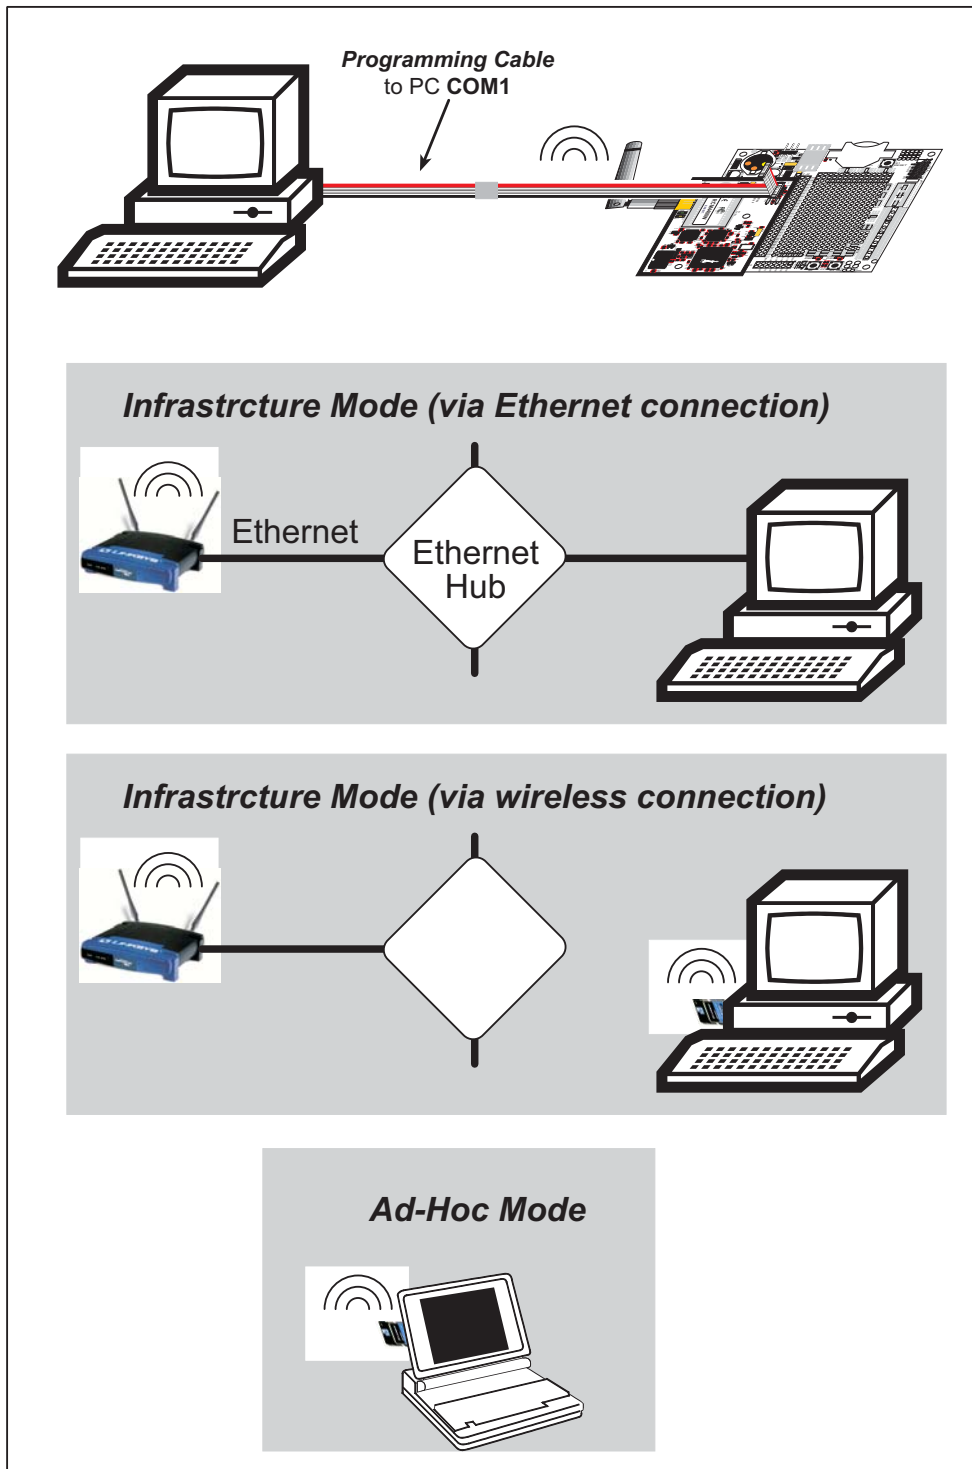 Programming Cable
to PC COM1
Infrastrcture Mode (via Ethernet connection)
Ethernet
Ethernet
Hub
Infrastrcture Mode (via wireless connection)
Ad-Hoc Mode